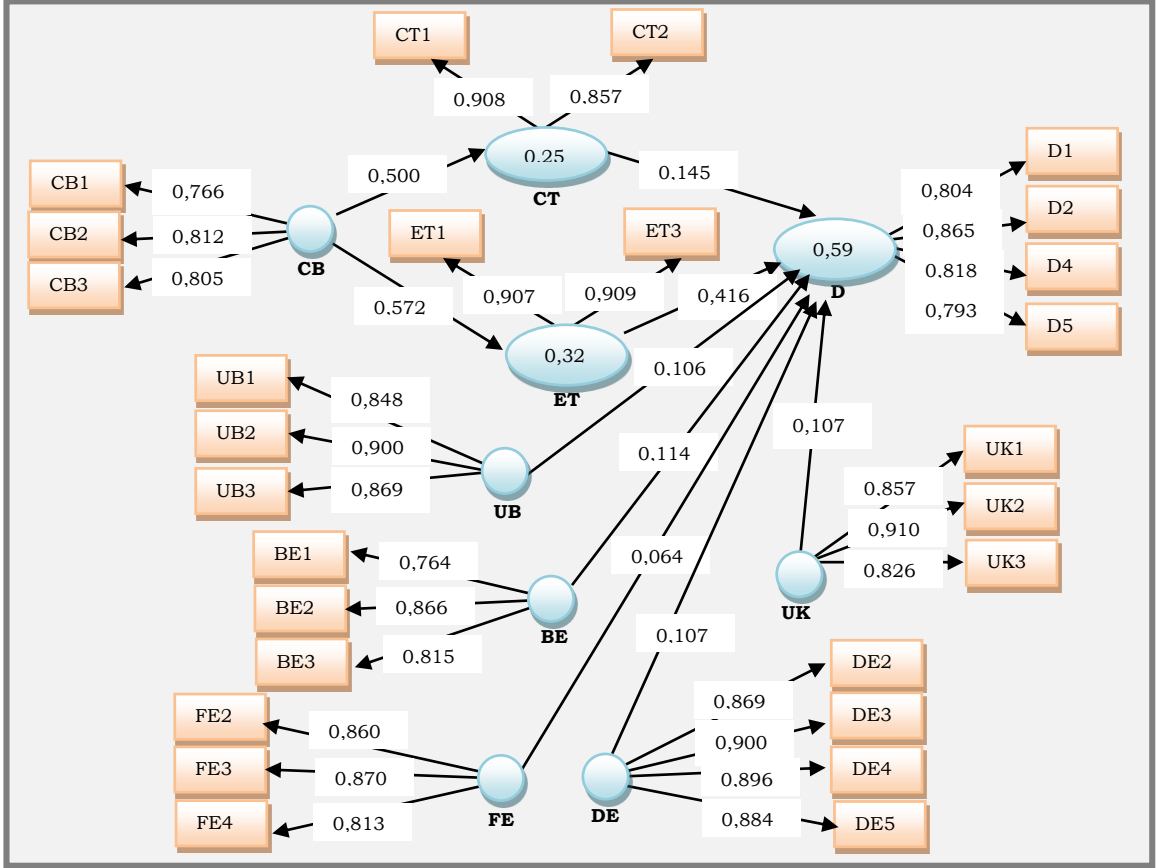 CT1
CT2
0,908
0,857
0,25
CT
CB1
CB2
CB3
0,766
0,812
0,805
CB
0,500
0,145
ET1
ET3
0,907
0,909
0,572
0,416
0,32
ET
0,59
D
0,804
0,865
0,818
0,793
D1
D2
D4
D5
UB1
UB2
UB3
0,848
0,900
0,869
UB
0,106
0,114
0,107
UK1
UK2
UK3
0,857
0,910
0,826
UK
BE1
BE2
BE3
0,764
0,866
0,815
BE
0,064
0,107
FE2
FE3
FE4
0,860
0,870
0,813
FE
DE
0,869
0,900
0,896
0,884
DE2
DE3
DE4
DE5